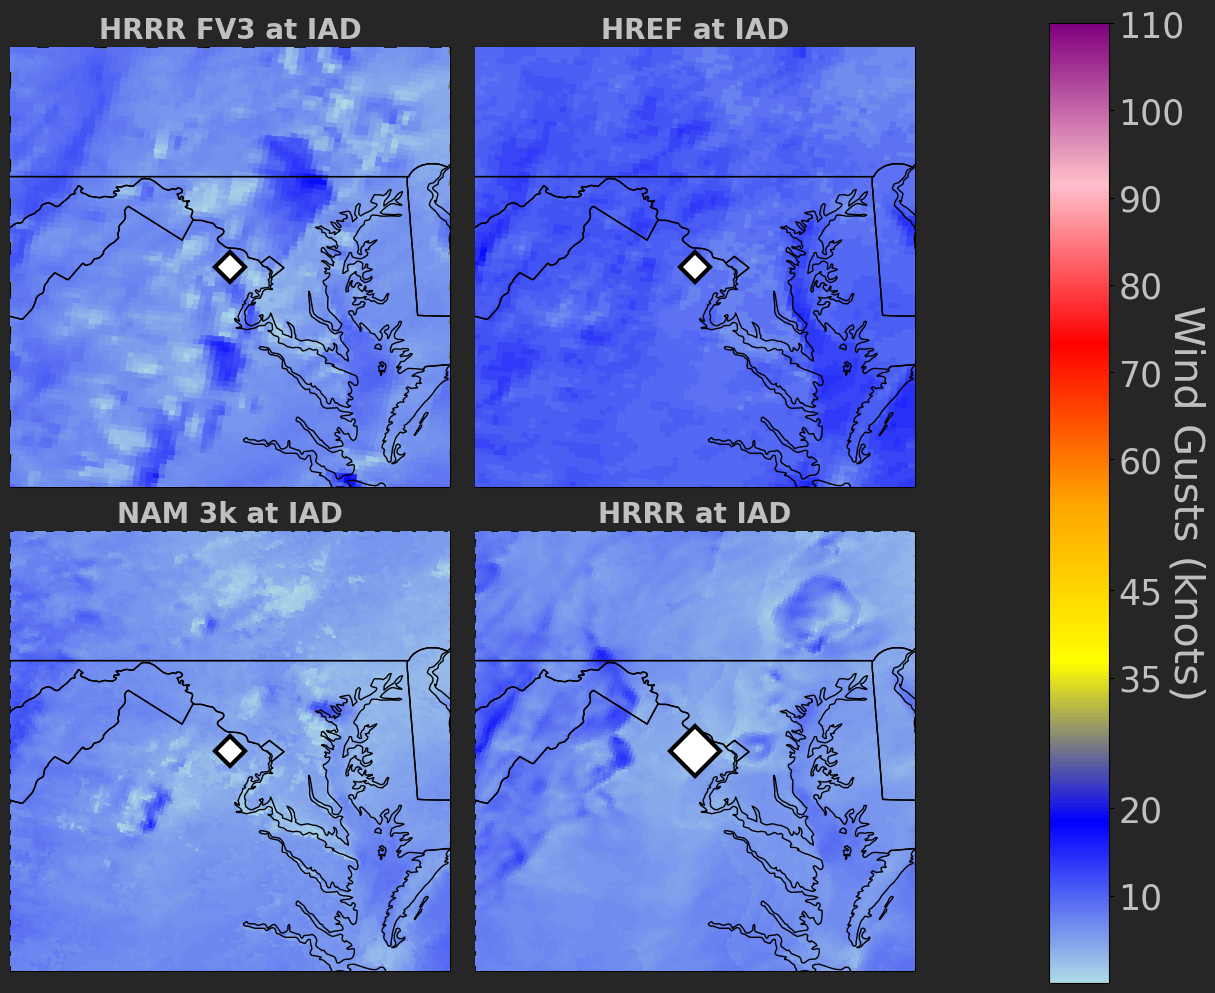 HRRR FV3 at IAD
HREF at IAD
NAM 3k at IAD
HRRR at IAD
110
100
90
80
70
60
45
35
20
10
Wind Gusts (knots)